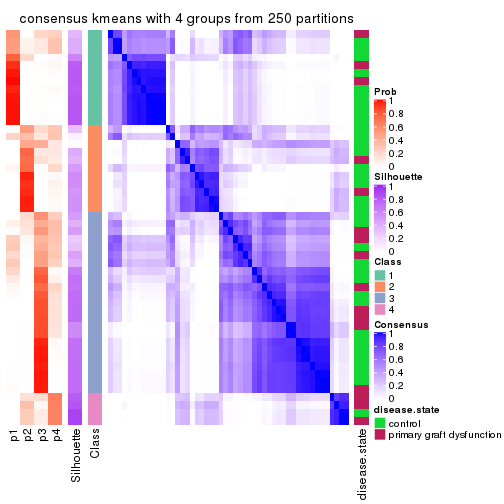 consensus kmeans with 4 groups from 250 partitions
Prob
1
0.8
0.6
0.4
0.2
0
Silhouette
1
0.8
0.6
0.4
0.2
0
Class
1
2
3
4
Consensus
1
0.8
0.6
0.4
0.2
0
disease.state
control
primary graft dysfunction
p1
p2
p3
p4
Silhouette
Class
disease.state